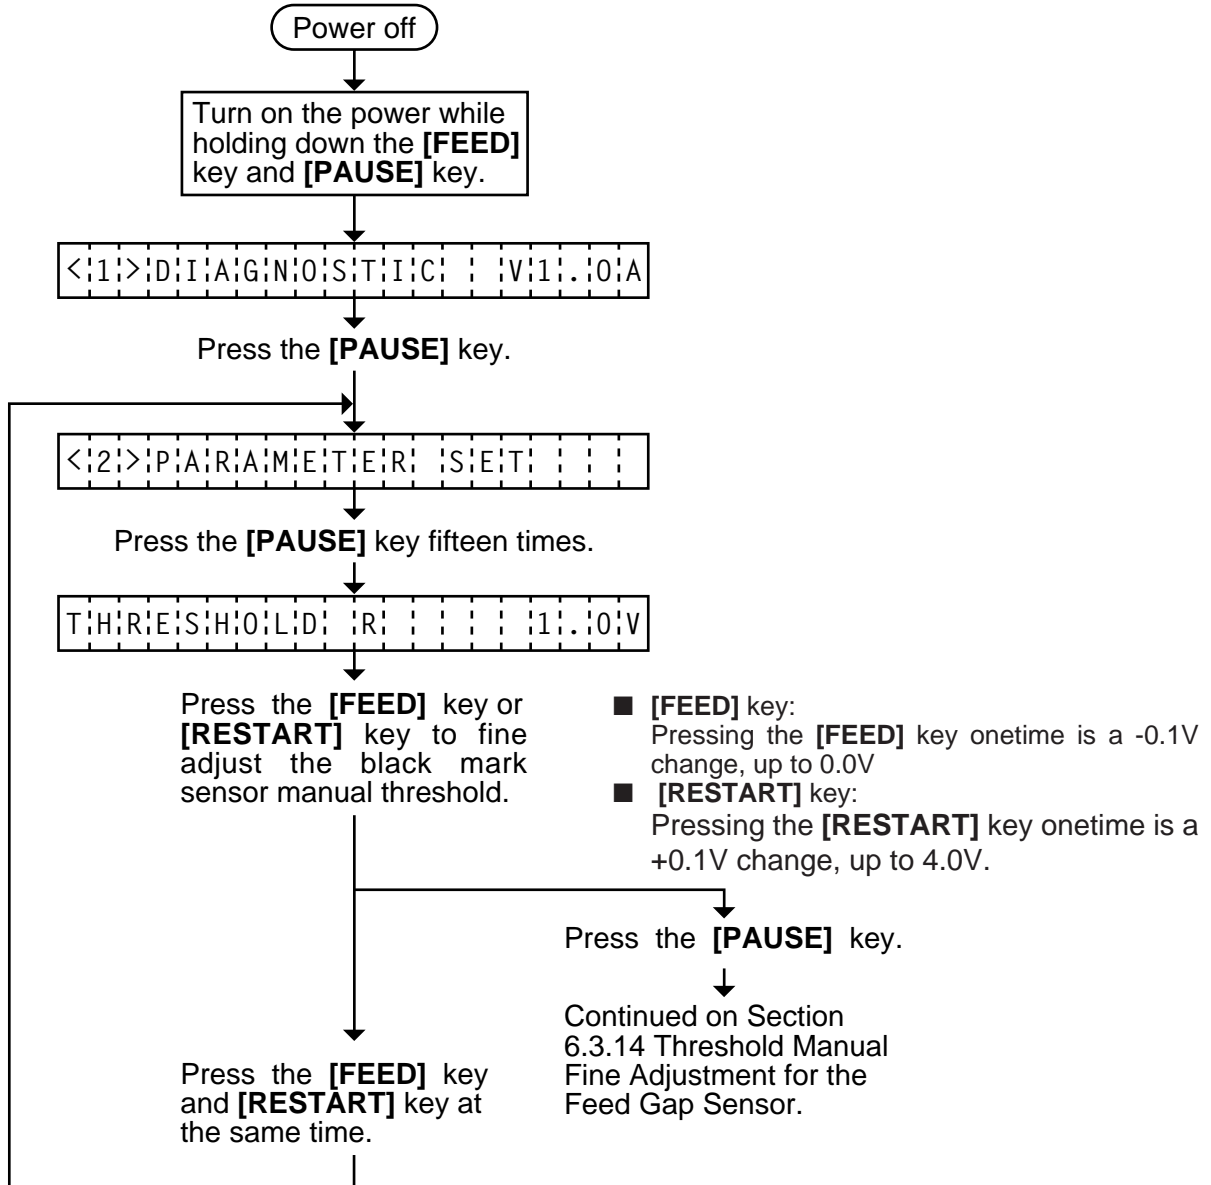 Power off
Turn on the power while
holding down the [FEED]
key and [PAUSE] key.
<1>DIAGNOSTIC  V1.0A
Press the [PAUSE] key.
<2>PARAMETER SET
Press the [PAUSE] key fifteen times.
THRESHOLD R     1.0V
Press the [FEED] key or
[RESTART] key to fine
adjust the black mark
sensor manual threshold.
■ [FEED] key:
Pressing the [FEED] key onetime is a -0.1V
change, up to 0.0V
■ [RESTART] key:
Pressing the [RESTART] key onetime is a
+0.1V change, up to 4.0V.
Press the [PAUSE] key.
Continued on Section
6.3.14 Threshold Manual
Fine Adjustment for the
Feed Gap Sensor.
Press the [FEED] key
and [RESTART] key at
the same time.